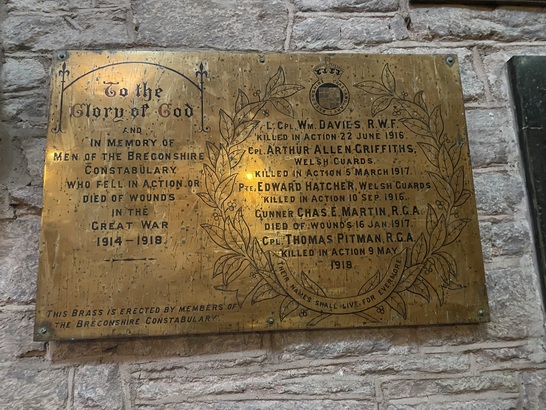 To the
Glory of God
AND
IN MEMORY OF
MEN OF THE BRECONSHIRE
CONSTABULARY
WHO FELL IN ACTION, OR
DIED OF WOUNDS
IN THE
GREAT WAR
1914-1918.
THIS BRASS IS ERECTED BY MEMBERS OF
THE BRECONSHIRE CONSTABULARY.
L. CPL. WM. DAVIES, R.W.F.
KILLED IN ACTION 22 JUNE 1916.
CPL. ARTHUR ALLEN GRIFFITHS,
WELSH GUARDS.
KILLED IN ACTION 5 MARCH 1917.
PTE. EDWARD HATCHER, WELSH GUARDS
KILLED IN ACTION 10 SEP. 1916.
GUNNER CHAS. E. MARTIN, R.G.A.
DIED OF WOUNDS 16 JAN. 1917.
CPL. THOMAS PITMAN, R.G.A.
KILLED IN ACTION 9 MAY
1918.
THEIR NAMES SHALL LIVE FOR EVERMORE